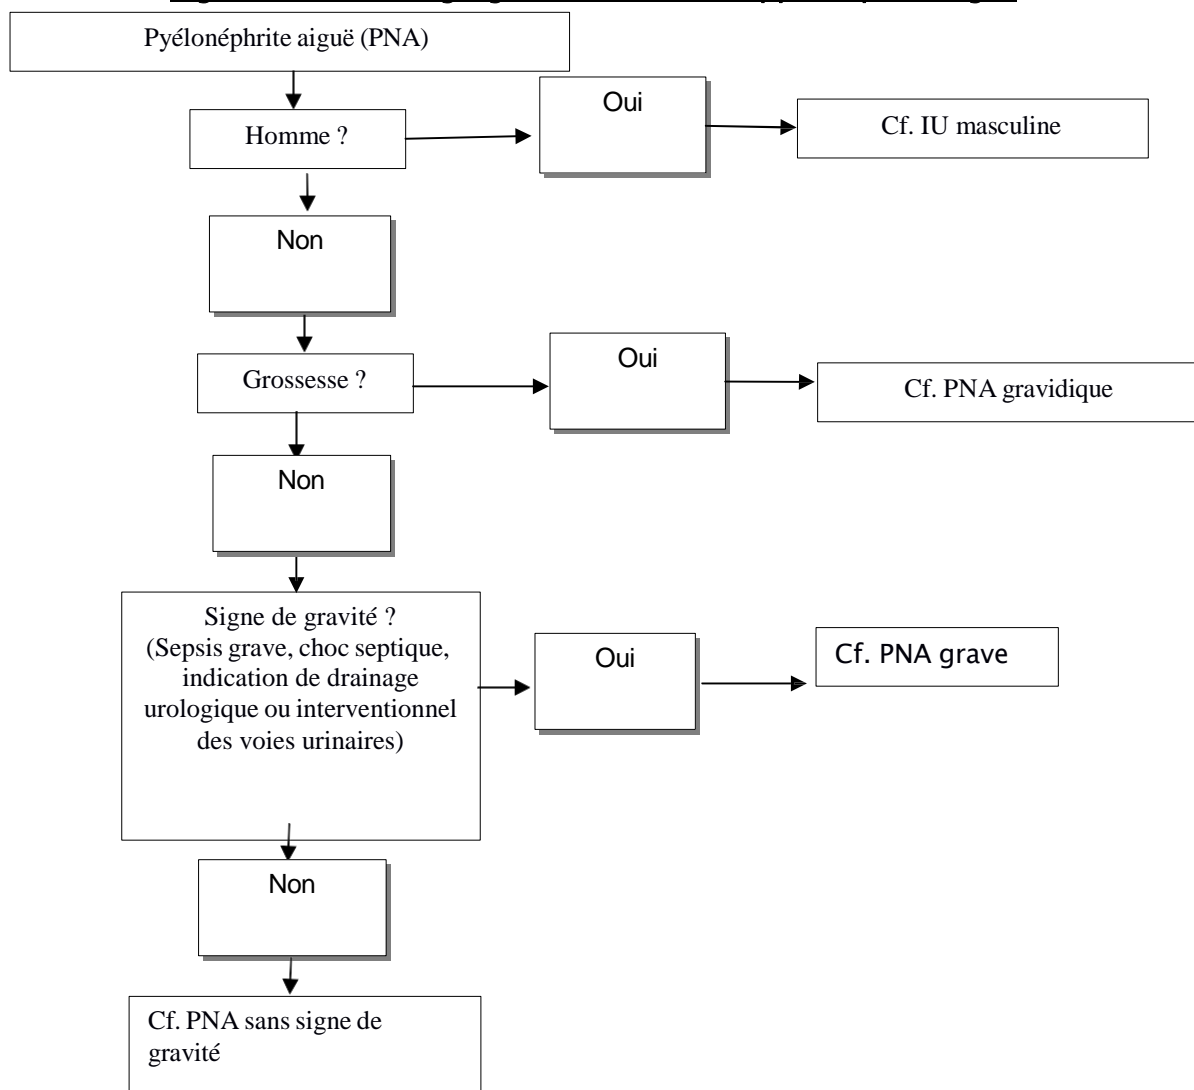 Pyélonéphrite aiguë (PNA)
Homme ?
Oui
Cf. IU masculine
Non
Grossesse ?
Oui
Cf. PNA gravidique
Non
Signe de gravité ?
(Sepsis grave, choc septique,
indication de drainage
urologique ou interventionnel
des voies urinaires)
Oui
Cf. PNA grave
Non
Cf. PNA sans signe de
gravité